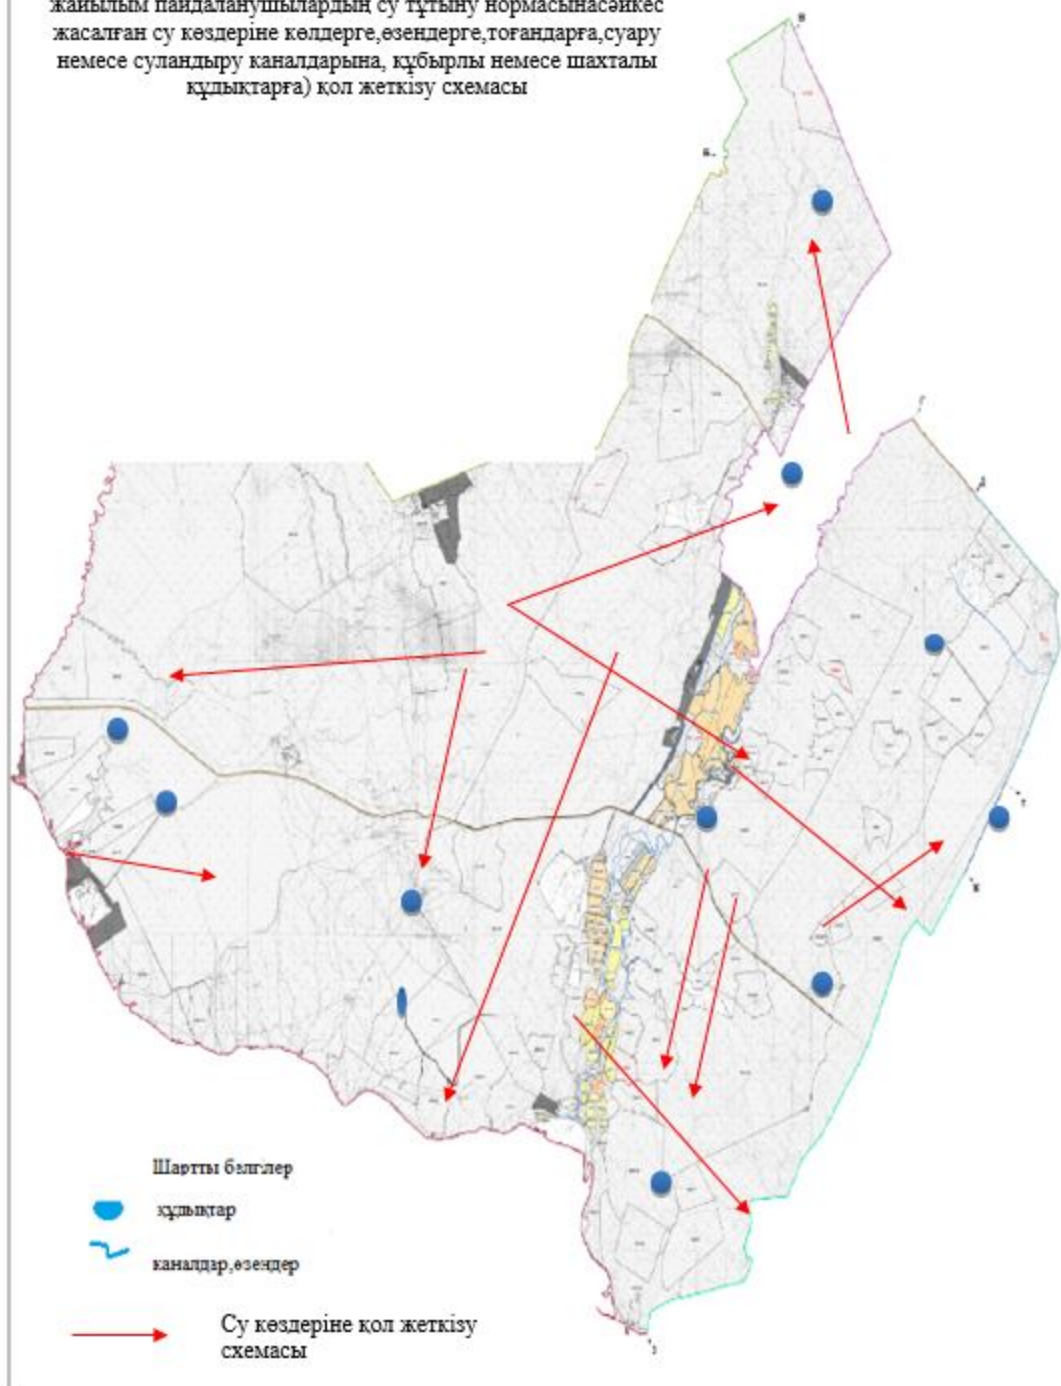 жайылым пайдаланушылардың су тұтыну нормасынасәйкес
жасалған су көздеріне көлдерге,өзендерге,тоғандарға,суару
немесе суландыру каналдарына, құбырлы немесе шахталы
құдықтарға) қол жеткізу схемасы
Шартты белгілер
құдықтар
каналдар,өзендер
Су көздеріне қол жеткізу
схемасы